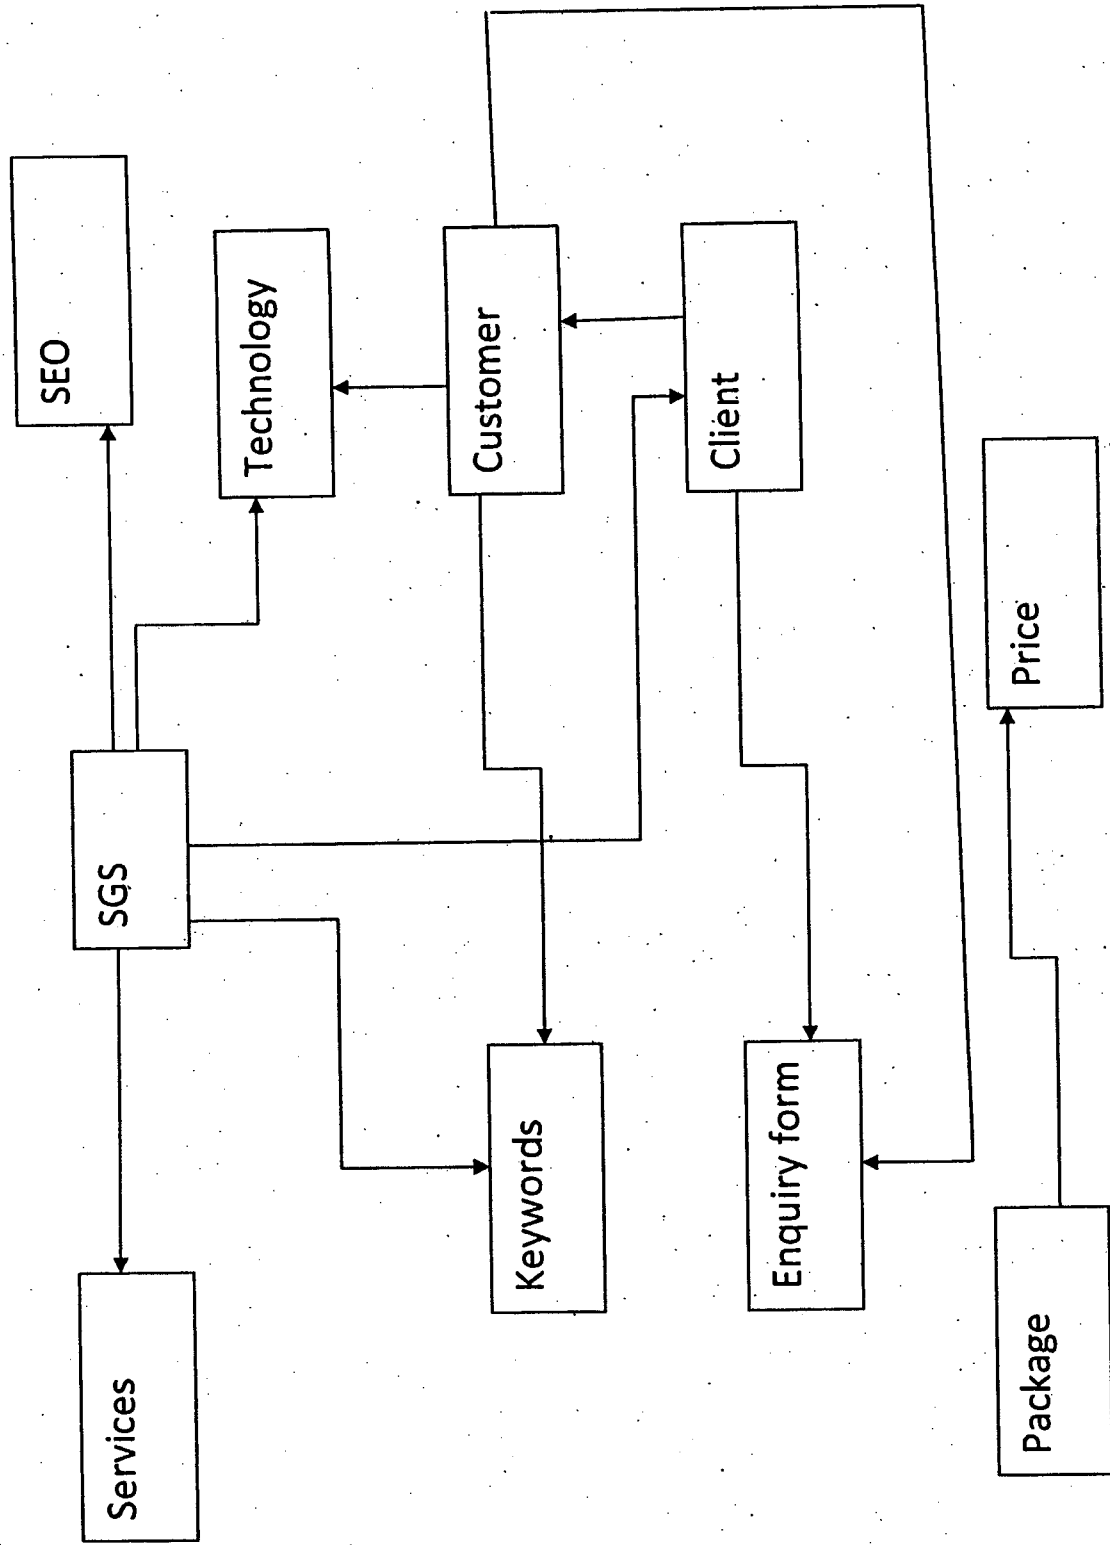 SEO
SGS
Services
Technology
Customer
Keywords
Client
Enquiry form
Price
Package